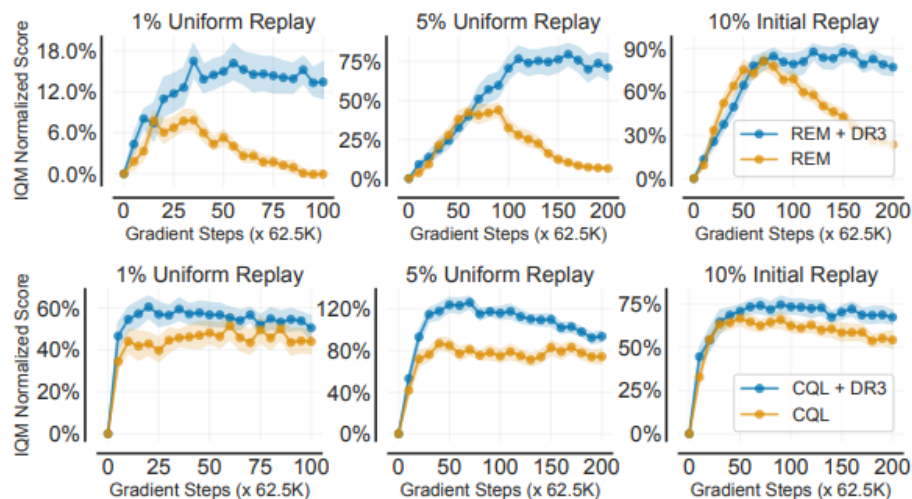 1% Uniform Replay
5% Uniform Replay
10% Initial Replay
IQM Normalized Score
18.0%
12.0%
6.0%
0.0%
75%
50%
25%
0%
90%
60%
30%
0%
REM + DR3
REM
0 25 50 75 100
0 50 100 150 200
0 50 100 150 200
Gradient Steps (x 62.5K)
Gradient Steps (x 62.5K)
Gradient Steps (x 62.5K)
1% Uniform Replay
5% Uniform Replay
10% Initial Replay
IQM Normalized Score
60%
40%
20%
0%
120%
80%
40%
0%
75%
50%
25%
0%
CQL + DR3
CQL
0 25 50 75 100
0 50 100 150 200
0 50 100 150 200
Gradient Steps (x 62.5K)
Gradient Steps (x 62.5K)
Gradient Steps (x 62.5K)